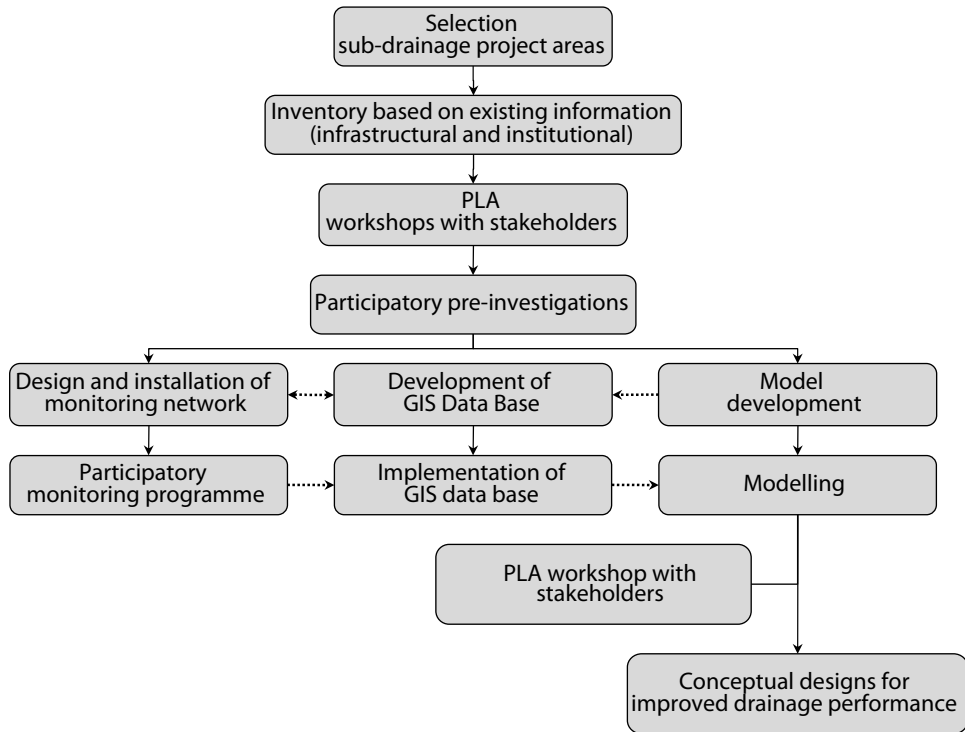 Selection
sub-drainage project areas
Inventory based on existing information
(infrastructural and institutional)
PLA
workshops with stakeholders
Participatory pre-investigations
Design and installation of
monitoring network
Development of
GIS Data Base
Model
development
Participatory
monitoring programme
Implementation of
GIS data base
Modelling
PLA workshop with
stakeholders
Conceptual designs for
improved drainage performance